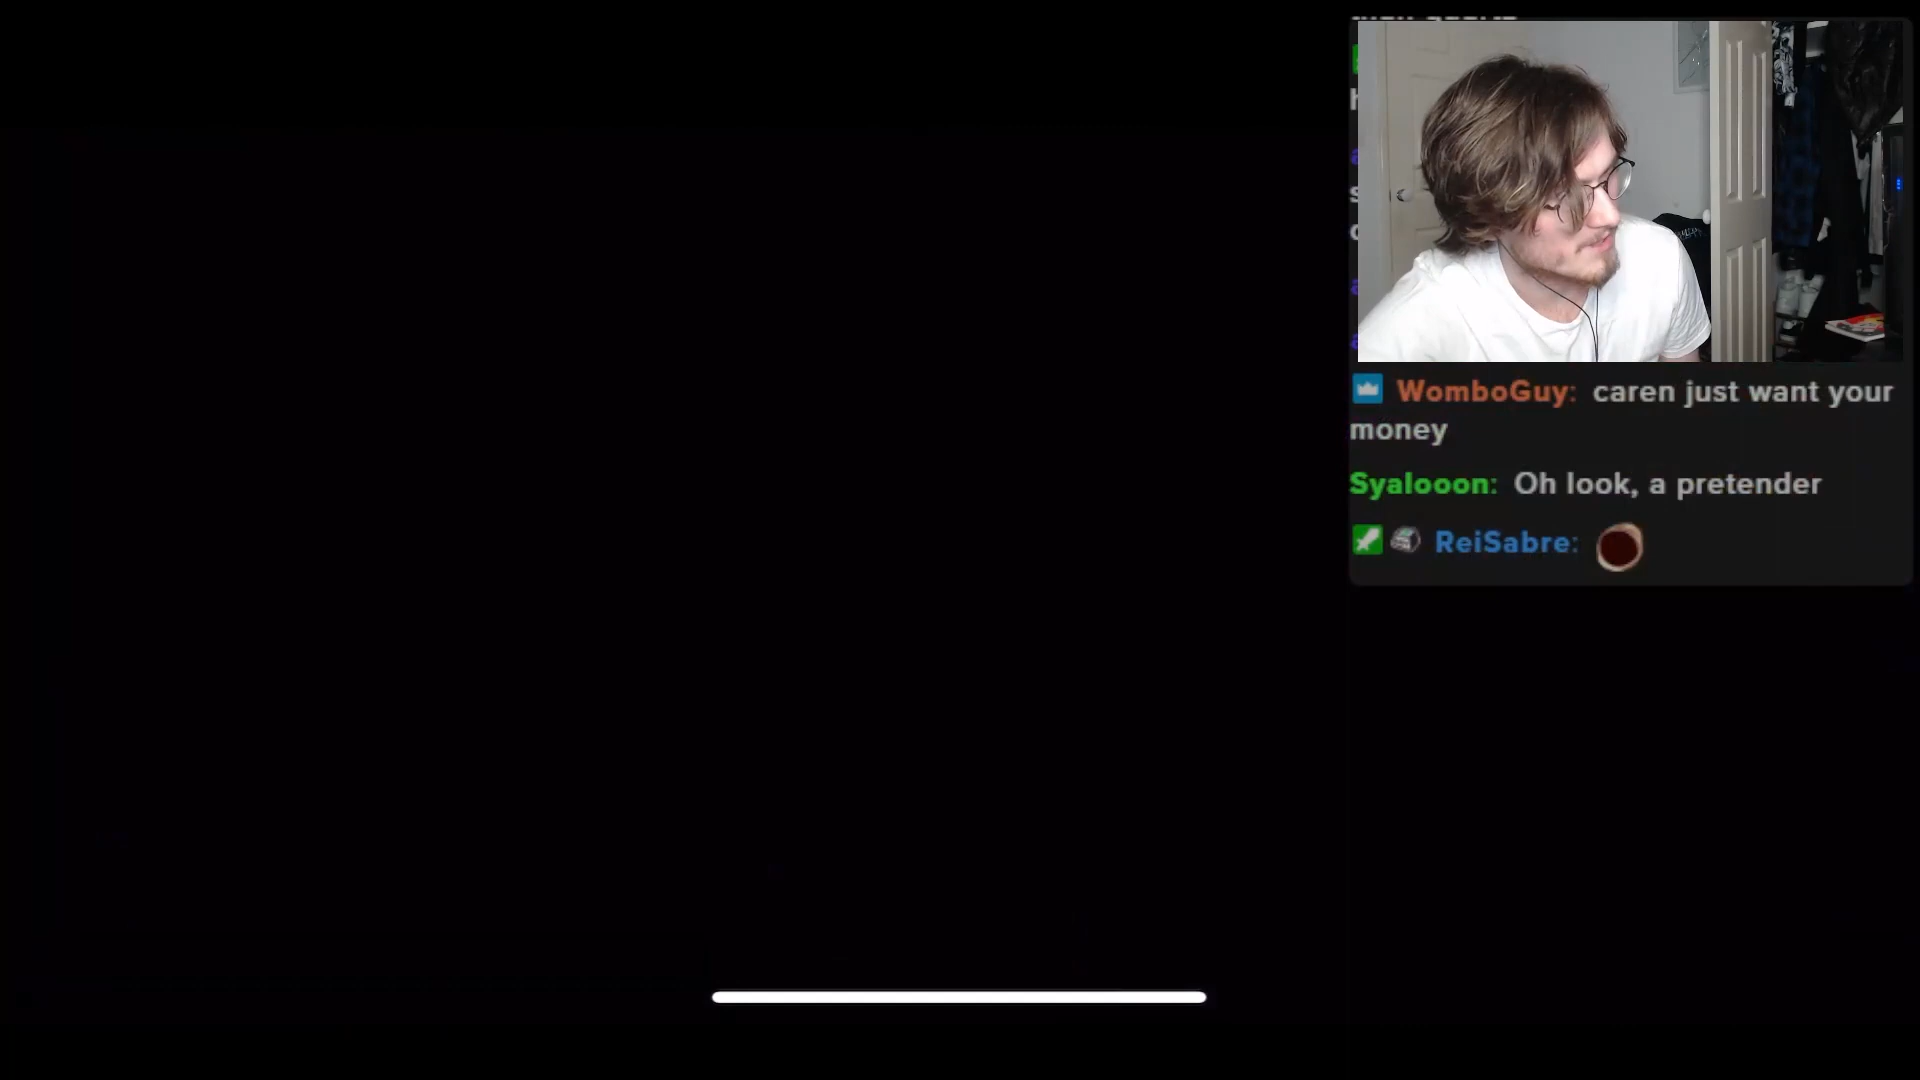 WomboGuy: caren just want your
money
Syalooon: Oh look, a pretender
ReiSabre: